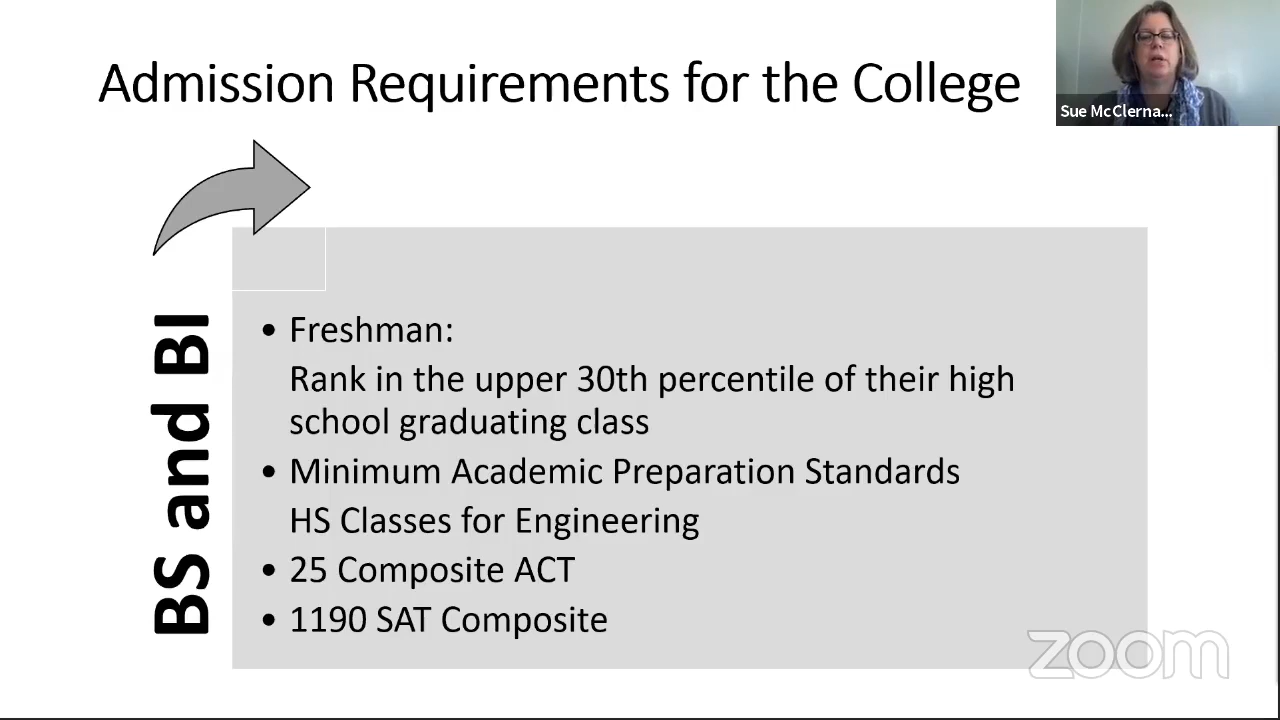 Admission Requirements for the College
Sue McClerna...
BS and BI
• Freshman:
Rank in the upper 30th percentile of their high
school graduating class
• Minimum Academic Preparation Standards
HS Classes for Engineering
• 25 Composite ACT
• 1190 SAT Composite
zoom